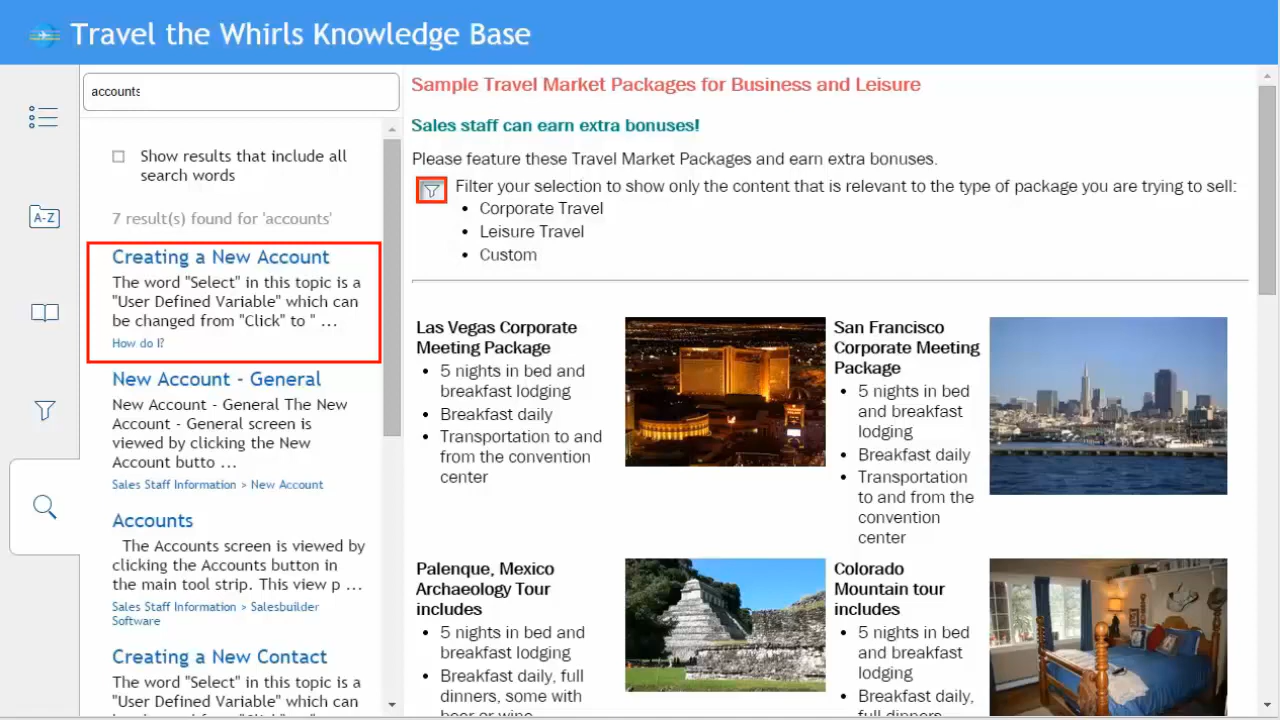 Travel the Whirls Knowledge Base
accounts
Show results that include all
search words
7 result(s) found for 'accounts'
Creating a New Account
The word "Select" in this topic is a
"User Defined Variable" which can
be changed from "Click" to " ...
How do I?
New Account - General
New Account - General The New
Account - General screen is
viewed by clicking the New
Account butto ...
Sales Staff Information > New Account
Accounts
The Accounts screen is viewed by
clicking the Accounts button in
the main tool strip. This view p ...
Sales Staff Information > Salesbuilder
Software
Creating a New Contact
The word "Select" in this topic is a
"User Defined Variable" which can
A-Z
Sample Travel Market Packages for Business and Leisure
Sales staff can earn extra bonuses!
Please feature these Travel Market Packages and earn extra bonuses.
Filter your selection to show only the content that is relevant to the type of package you are trying to sell:
• Corporate Travel
• Leisure Travel
• Custom
Las Vegas Corporate
Meeting Package
• 5 nights in bed and
breakfast lodging
• Breakfast daily
• Transportation to and
from the convention
center
San Francisco
Corporate Meeting
Package
• 5 nights in bed
and breakfast
lodging
• Breakfast daily
• Transportation
to and from the
convention
center
Palenque, Mexico
Archaeology Tour
includes
• 5 nights in bed and
breakfast lodging
• Breakfast daily, full
dinners, some with
beer or wine
Colorado
Mountain tour
includes
• 5 nights in bed
and breakfast
lodging
• Breakfast daily,
full dinners